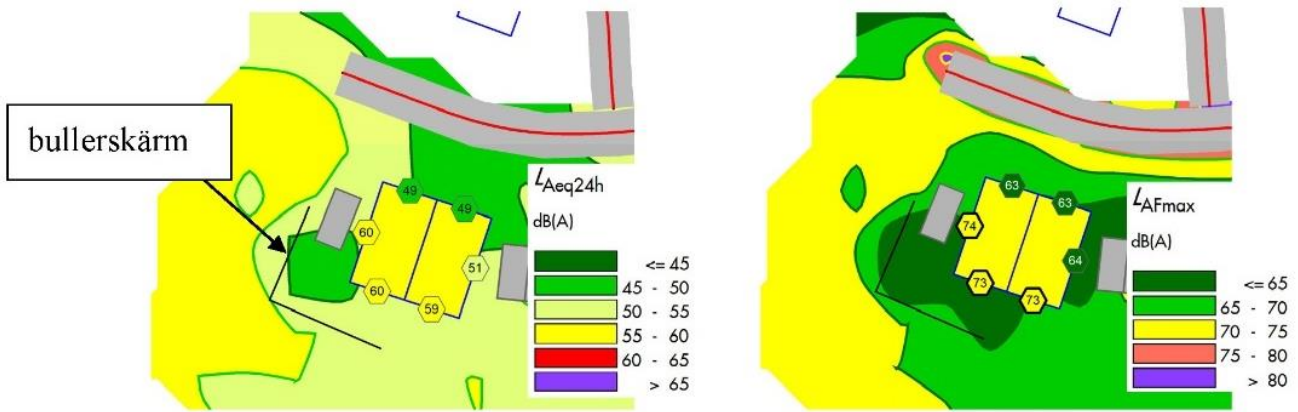 bullerskärm
49
49
60
51
60
59
LAeq24h
dB(A)
<= 45
45 - 50
50 - 55
55 - 60
60 - 65
> 65
63
63
74
64
73
73
LAFmax
dB(A)
<= 65
65 - 70
70 - 75
75 - 80
> 80